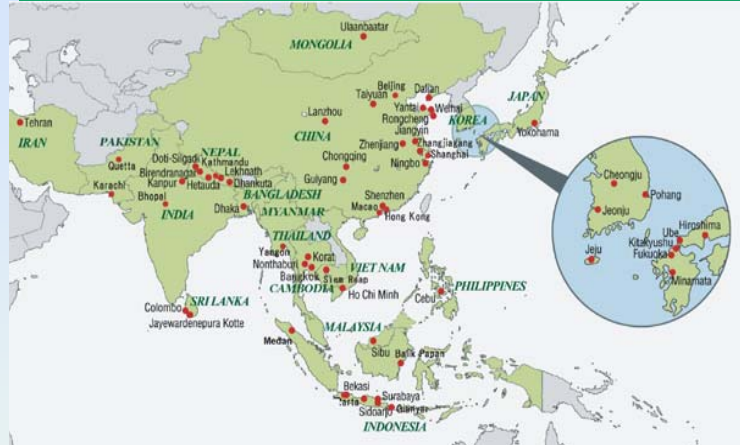 Ulaanbaatar
MONGOLIA
Beijing
Dalian
Taiyuan
Yantai
Weihai
JAPAN
Tehran
Lanzhou
Rongcheng
KOREA
IRAN
PAKISTAN
CHINA
Jiangyin
Yokohama
NEPAL
Zhenjiang
Zhangjiagang
Doti-Silgadi
Kathmandu
Chongqing
Shanghai
Quetta
Birendranagar
Lekhnath
Guiyang
Ningbo
Cheongju
Karachi
Kanpur
Hetauda
Dhankuta
Pohang
Bhopal
BANGLADESH
Shenzhen
Jeonju
INDIA
Dhaka
MYANMAR
Macao
Hong Kong
Hiroshima
Ube
THAILAND
Jeju
Kitakyushu
Yangon
Korat
Fukuoka
Nonthaburi
VIET NAM
Minamata
Bangkok
Siem Reap
PHILIPPINES
CAMBODIA
Ho Chi Minh
Cebu
Colombo
SRI LANKA
Jayewardenepura Kotte
MALAYSIA
Medan
Sibu
Balik Papan
Bekasi
Surabaya
Sidoarjo
Gianyar
INDONESIA